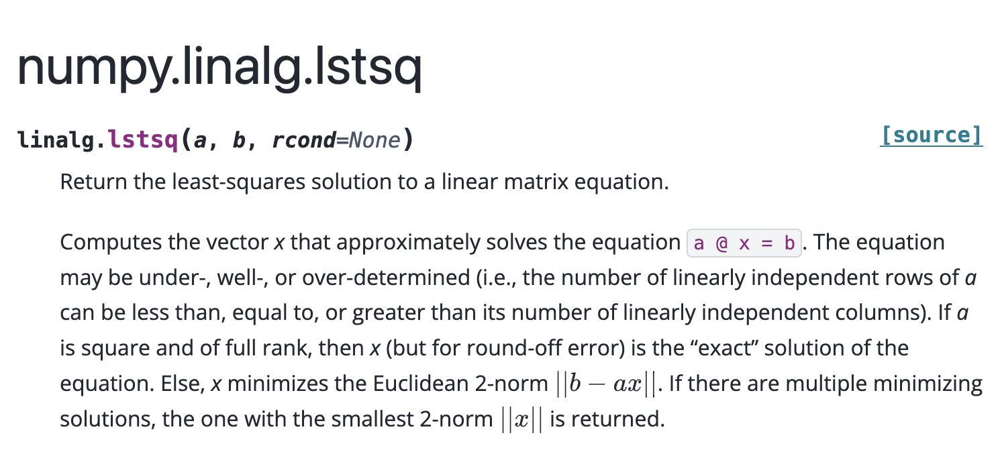 numpy.linalg.lstsq
linalg.lstsq(a, b, rcond=None) [source]
Return the least-squares solution to a linear matrix equation.
Computes the vector x that approximately solves the equation a @ x = b. The equation
may be under-, well-, or over-determined (i.e., the number of linearly independent rows of a
can be less than, equal to, or greater than its number of linearly independent columns). If a
is square and of full rank, then x (but for round-off error) is the “exact” solution of the
equation. Else, x minimizes the Euclidean 2-norm ||b − ax||. If there are multiple minimizing
solutions, the one with the smallest 2-norm ||x|| is returned.